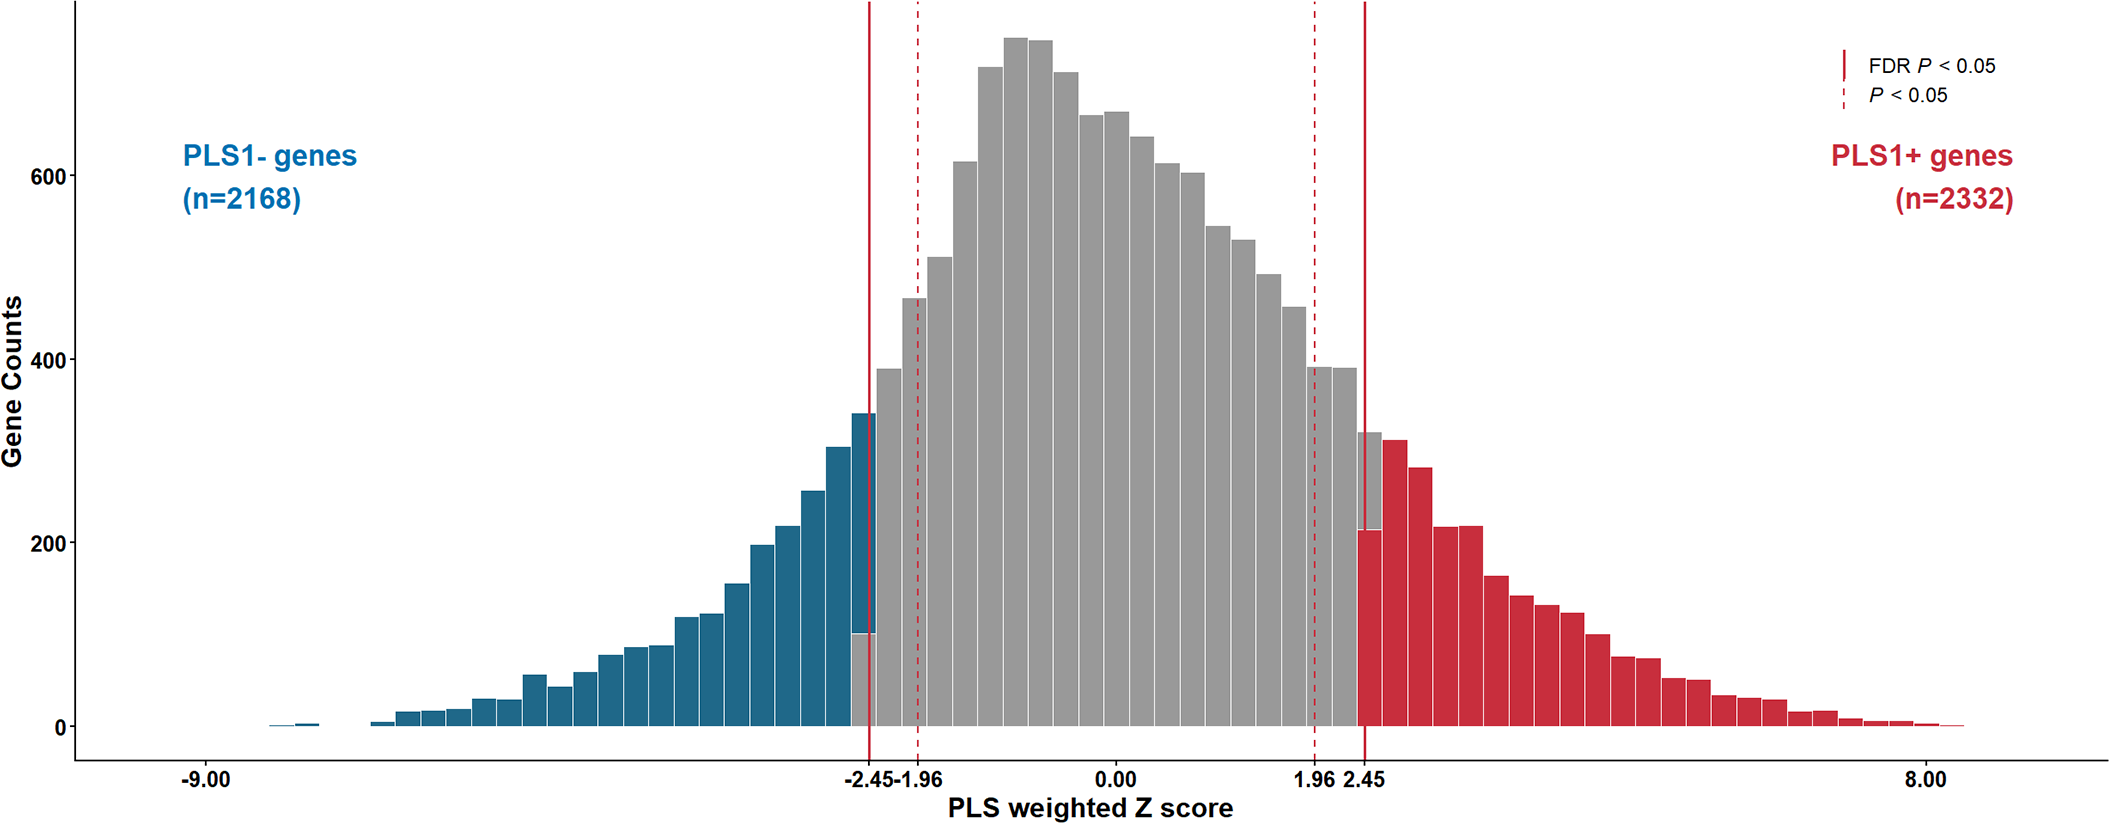 FDR P < 0.05
P < 0.05
PLS1- genes
(n=2168)
PLS1+ genes
(n=2332)
Gene Counts
600
400
200
0
-9.00
-2.45
-1.96
0.00
1.96
2.45
8.00
PLS weighted Z score